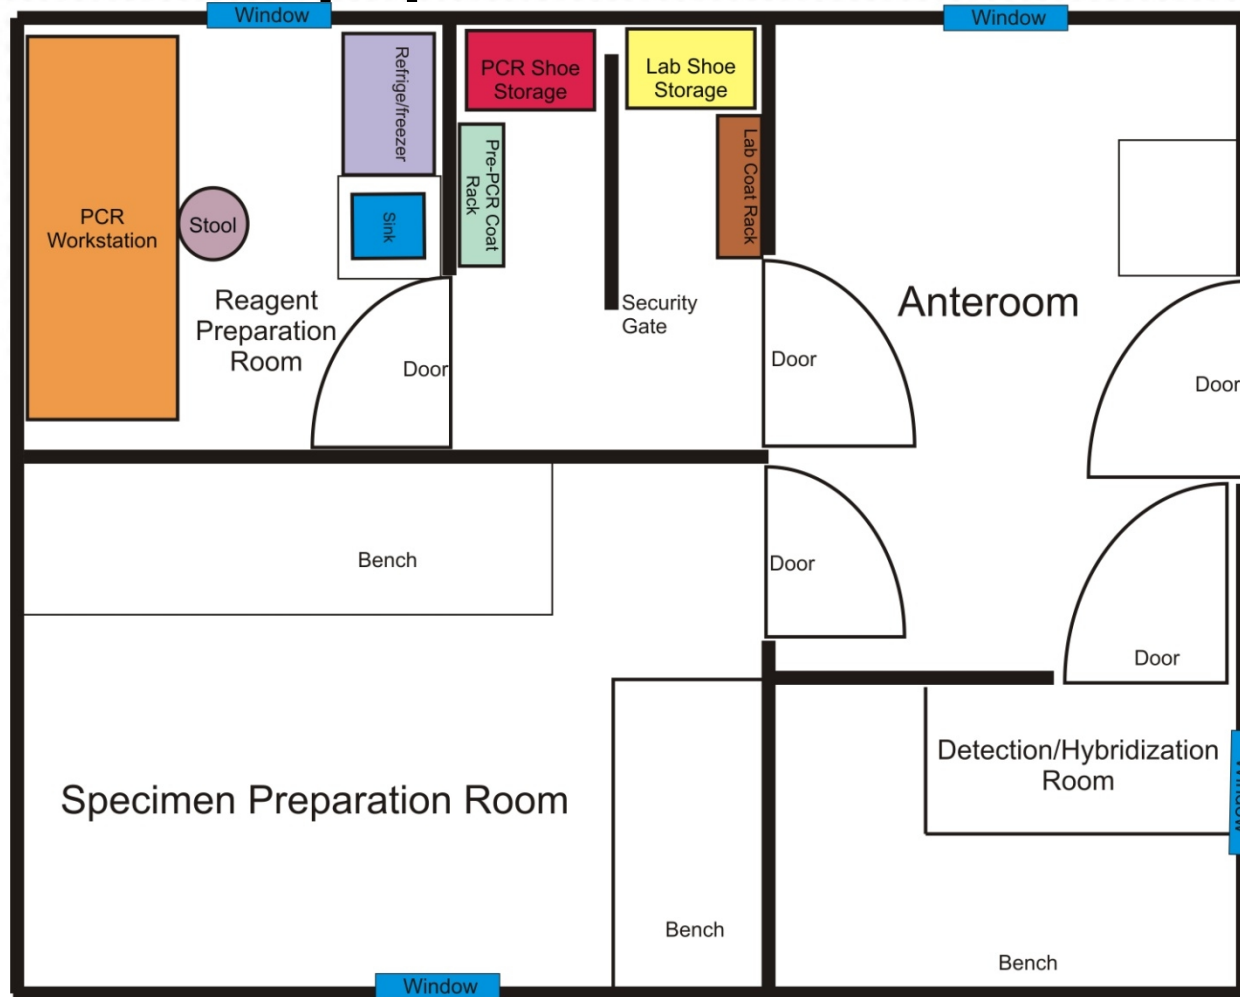 Window
Window
PCR Shoe
Storage
Lab Shoe
Storage
Refrige/freezer
Pre-PCR Coat
Rack
Lab Coat Rack
PCR
Workstation
Stool
Sink
Reagent
Preparation
Room
Security
Gate
Anteroom
Door
Door
Door
Bench
Door
Door
Detection/Hybridization
Room
Window
Specimen Preparation Room
Bench
Bench
Window